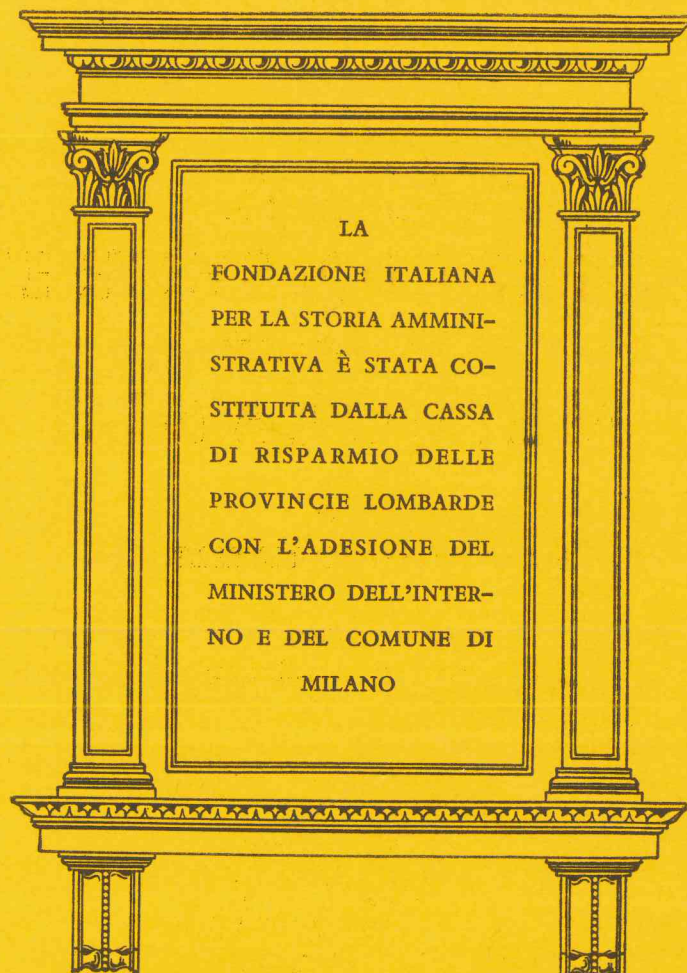 LA
FONDAZIONE ITALIANA
PER LA STORIA AMMINI-
STRATIVA È STATA CO-
STITUITA DALLA CASSA
DI RISPARMIO DELLE
PROVINCIE LOMBARDE
CON L'ADESIONE DEL
MINISTERO DELL'INTER-
NO E DEL COMUNE DI
MILANO